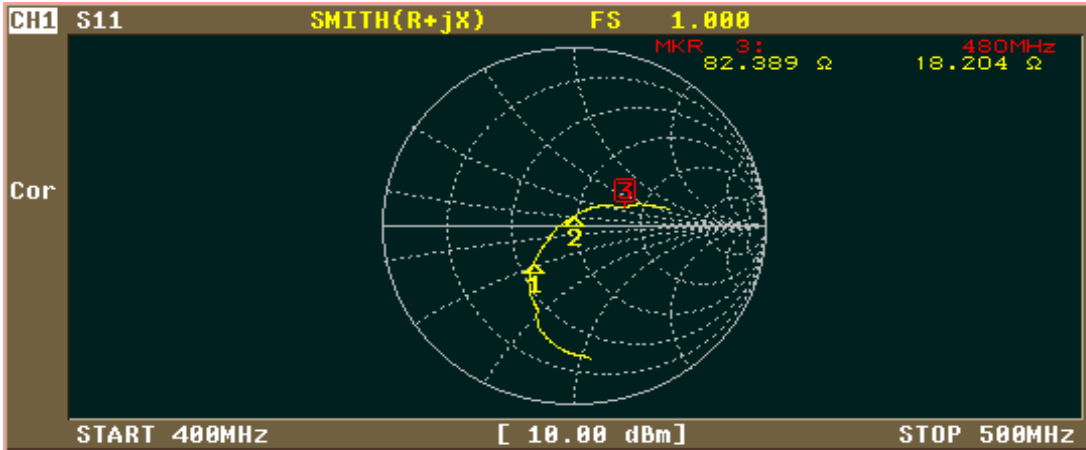 CH1 S11 SMITH(R+jX) FS 1.000
MKR 3: 480MHz
82.389 Ω 18.204 Ω
3
Cor
2
1
START 400MHz [ 10.00 dBm] STOP 500MHz